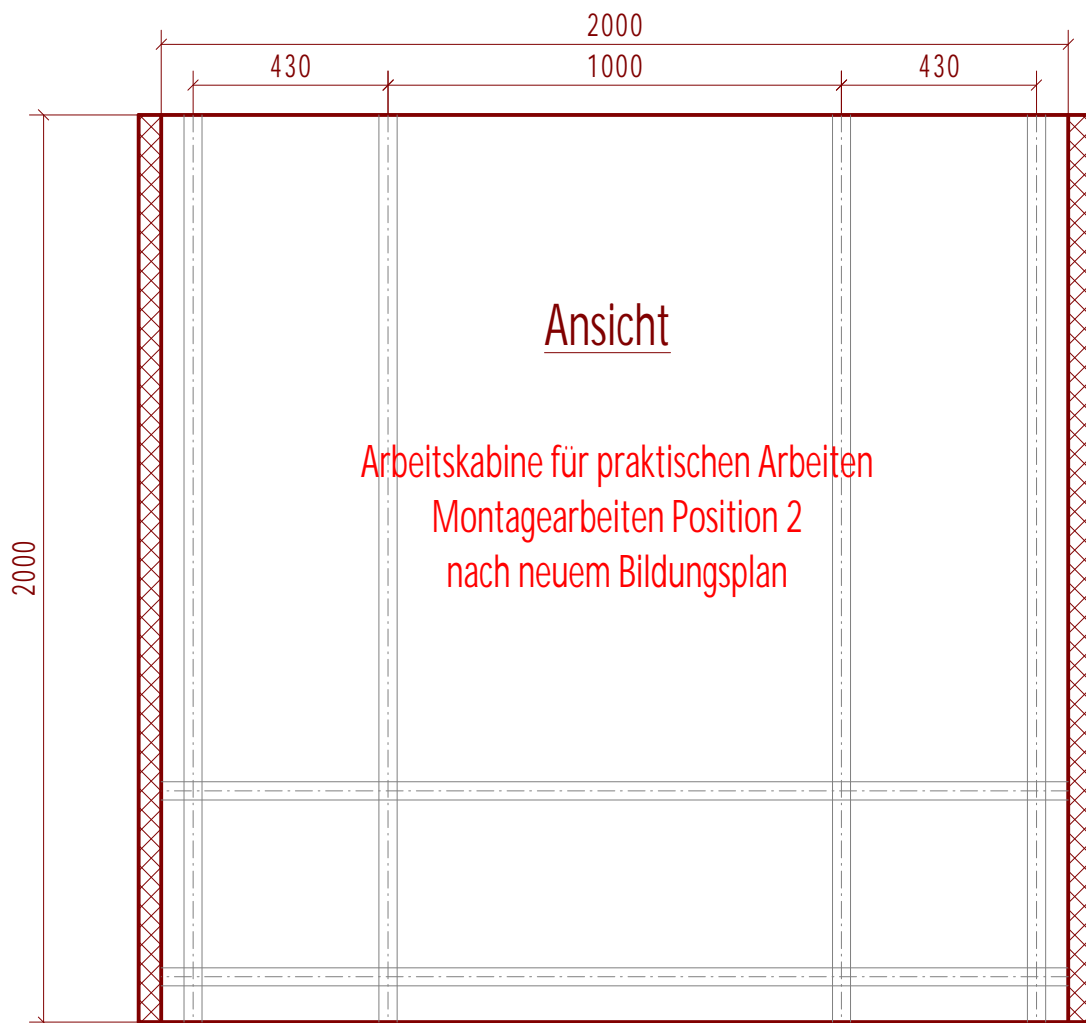 2000
430
1000
430
Ansicht
Arbeitskabine für praktischen Arbeiten
Montagearbeiten Position 2
nach neuem Bildungsplan
2000